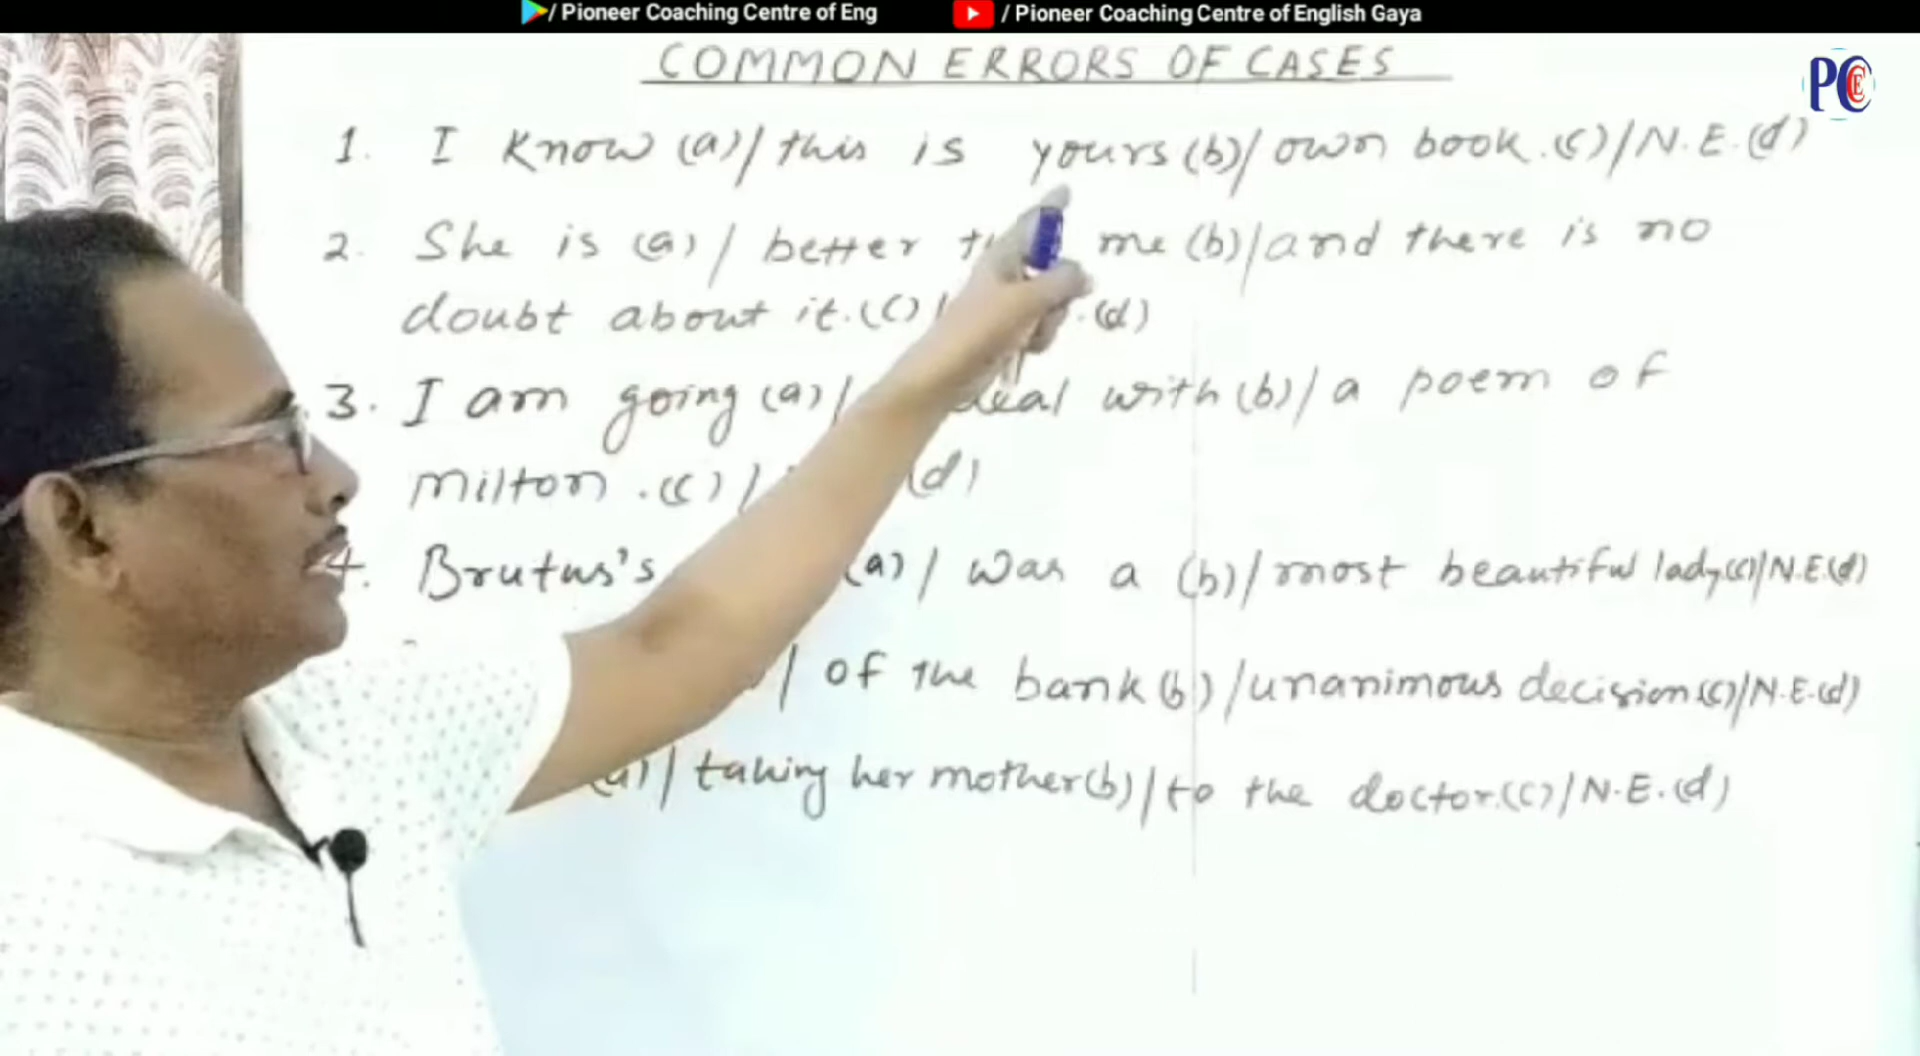 / Pioneer Coaching Centre of Eng / Pioneer Coaching Centre of English Gaya
COMMON ERRORS OF CASES
PCEC
1. I know (a)/ this is yours (b)/ own book.(c)/N.E.(d)
2. She is (a)/ better me (b)/and there is no
doubt about it.(c)/ .(d)
3. I am going (a)/ deal with (b)/ a poem of
Milton.(c)/ (d)
4. Brutus's (a)/ was a (b)/most beautiful lady(c)/N.E.(d)
/ of the bank (b)/unanimous decision(c)/N.E.(d)
(a)/ taking her mother(b)/to the doctor.(c)/N.E.(d)